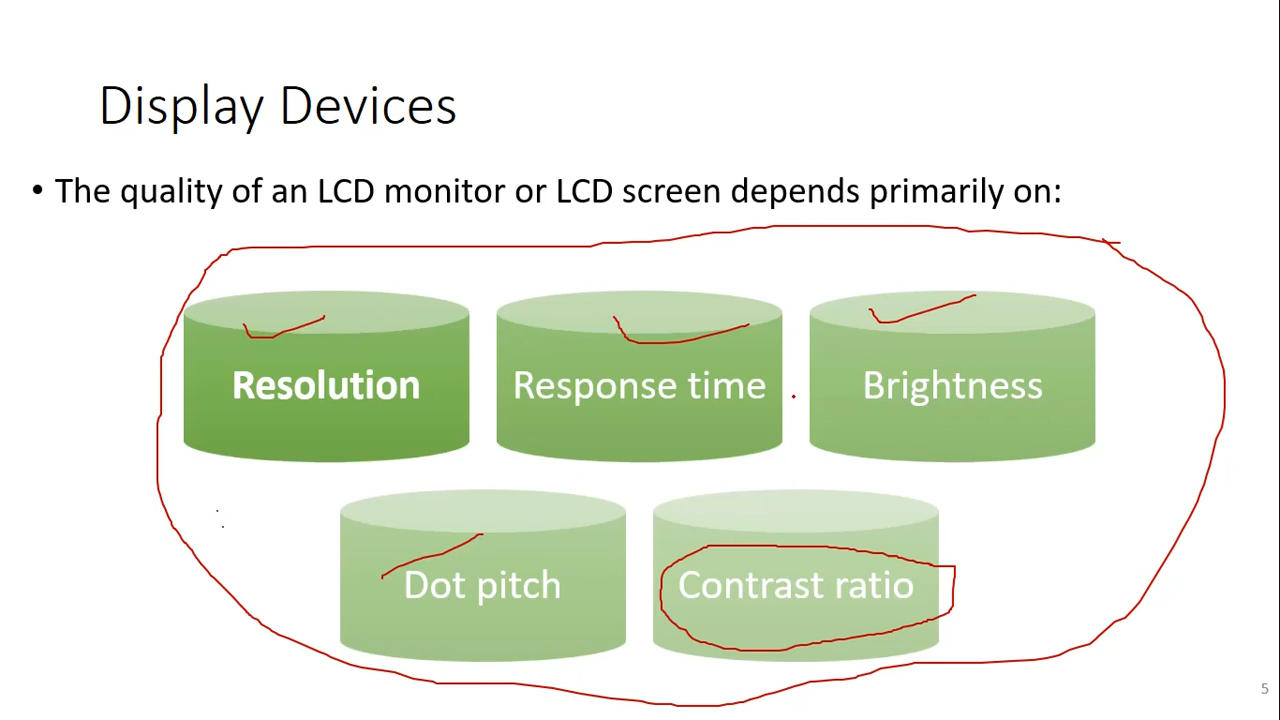 Display Devices
• The quality of an LCD monitor or LCD screen depends primarily on:
Resolution
Response time
Brightness
Dot pitch
Contrast ratio
5